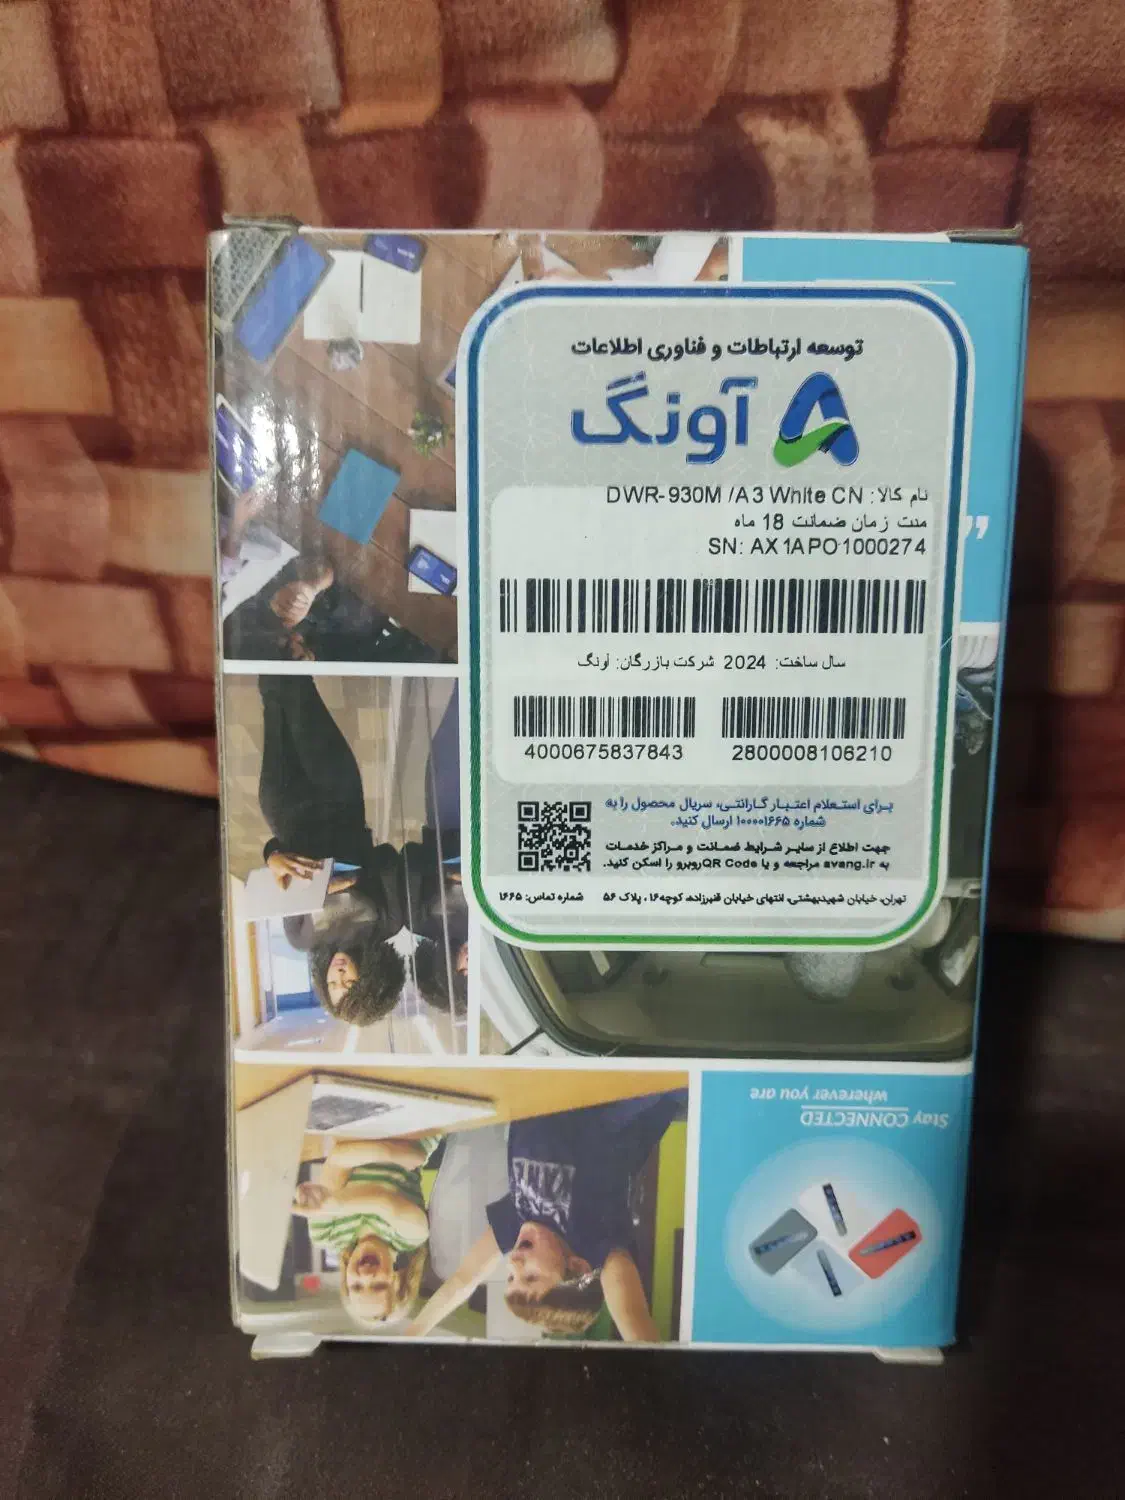 توسعه ارتباطات و فناوری اطلاعات
آونگ
نام کالا: DWR-930M /A3 White CN
مدت زمان ضمانت 18 ماه
SN: AX1APO1000274
سال ساخت: 2024 شرکت بازرگان: آونگ
4000675837843
2800008106210
برای استعلام اعتبار گارانتی، سریال محصول را به
شماره ۱۰۰۰۰۱۶۶۵ ارسال کنید.
جهت اطلاع از سایر شرایط ضمانت و مراکز خدمات
به avang.ir مراجعه و یا QR Code روبرو را اسکن کنید.
تهران، خیابان شهیدبهشتی، انتهای خیابان قنبرزاده، کوچه ۱۶، پلاک ۵۶ شماره تماس: ۱۶۶۵
Stay CONNECTED
wherever you are